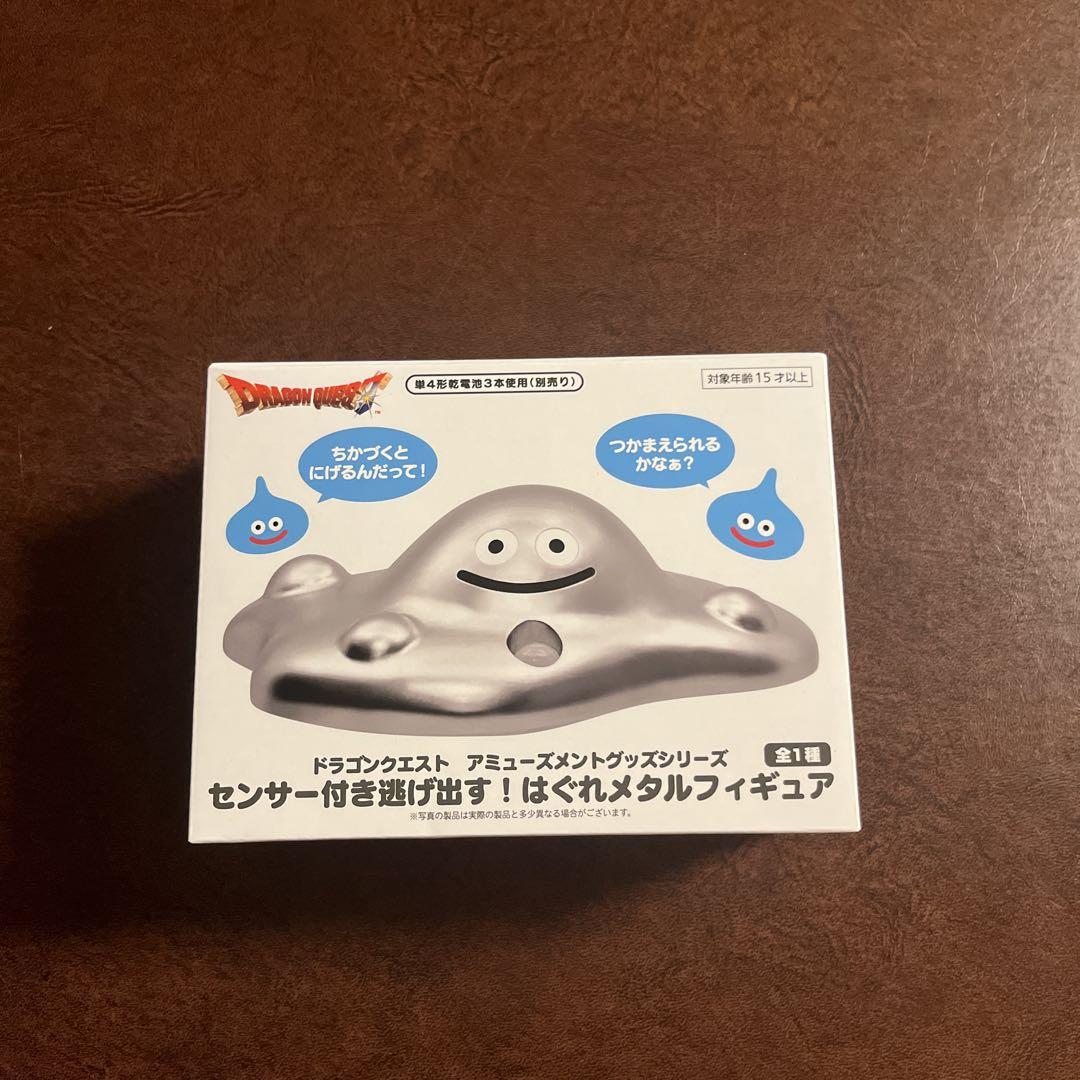 DRAGON QUEST™
単4形乾電池3本使用(別売り)
対象年齢15才以上
ちかづくと
にげるんだって!
つかまえられる
かなぁ?
ドラゴンクエスト アミューズメントグッズシリーズ
全1種
センサー付き逃げ出す!はぐれメタルフィギュア
※写真の製品は実際の製品と多少異なる場合がございます。